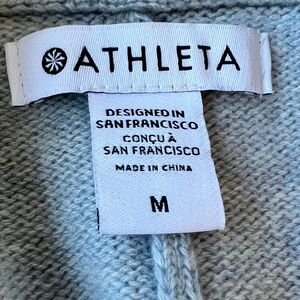 ATHLETA
DESIGNED IN
SAN FRANCISCO
CONÇU À
SAN FRANCISCO
MADE IN CHINA
M